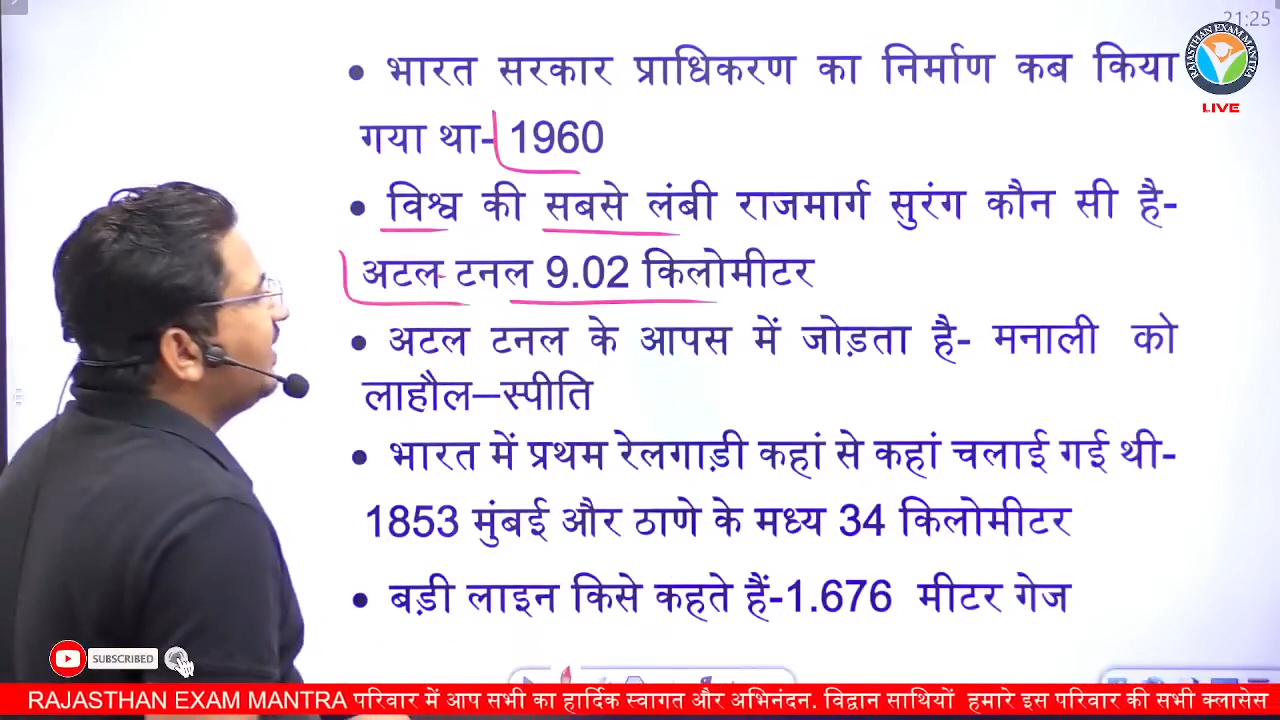 21:25
• भारत सरकार प्राधिकरण का निर्माण कब किया
गया था- 1960
• विश्व की सबसे लंबी राजमार्ग सुरंग कौन सी है-
अटल टनल 9.02 किलोमीटर
• अटल टनल के आपस में जोड़ता है- मनाली को
लाहौल–स्पीति
• भारत में प्रथम रेलगाड़ी कहां से कहां चलाई गई थी-
1853 मुंबई और ठाणे के मध्य 34 किलोमीटर
• बड़ी लाइन किसे कहते हैं-1.676 मीटर गेज
RAJASTHAN EXAM MANTRA
LIVE
SUBSCRIBED
RAJASTHAN EXAM MANTRA परिवार में आप सभी का हार्दिक स्वागत और अभिनंदन. विद्वान साथियों हमारे इस परिवार की सभी क्लासेस